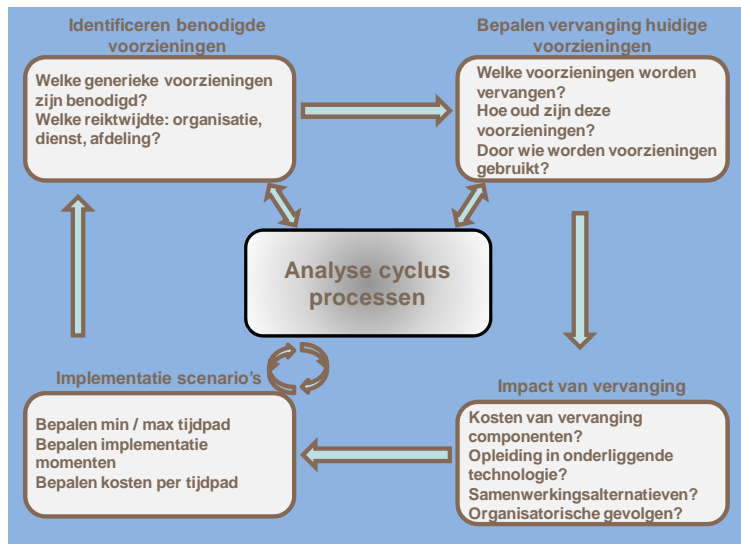 Identificeren benodigde
voorzieningen
Welke generieke voorzieningen
zijn benodigd?
Welke reiktwijdte: organisatie,
dienst, afdeling?
Bepalen vervanging huidige
voorzieningen
Welke voorzieningen worden
vervangen?
Hoe oud zijn deze
voorzieningen?
Door wie worden voorzieningen
gebruikt?
Analyse cyclus
processen
Implementatie scenario's
Bepalen min / max tijdpad
Bepalen implementatie
momenten
Bepalen kosten per tijdpad
Impact van vervanging
Kosten van vervanging
componenten?
Opleiding in onderliggende
technologie?
Samenwerkingsalternatieven?
Organisatorische gevolgen?